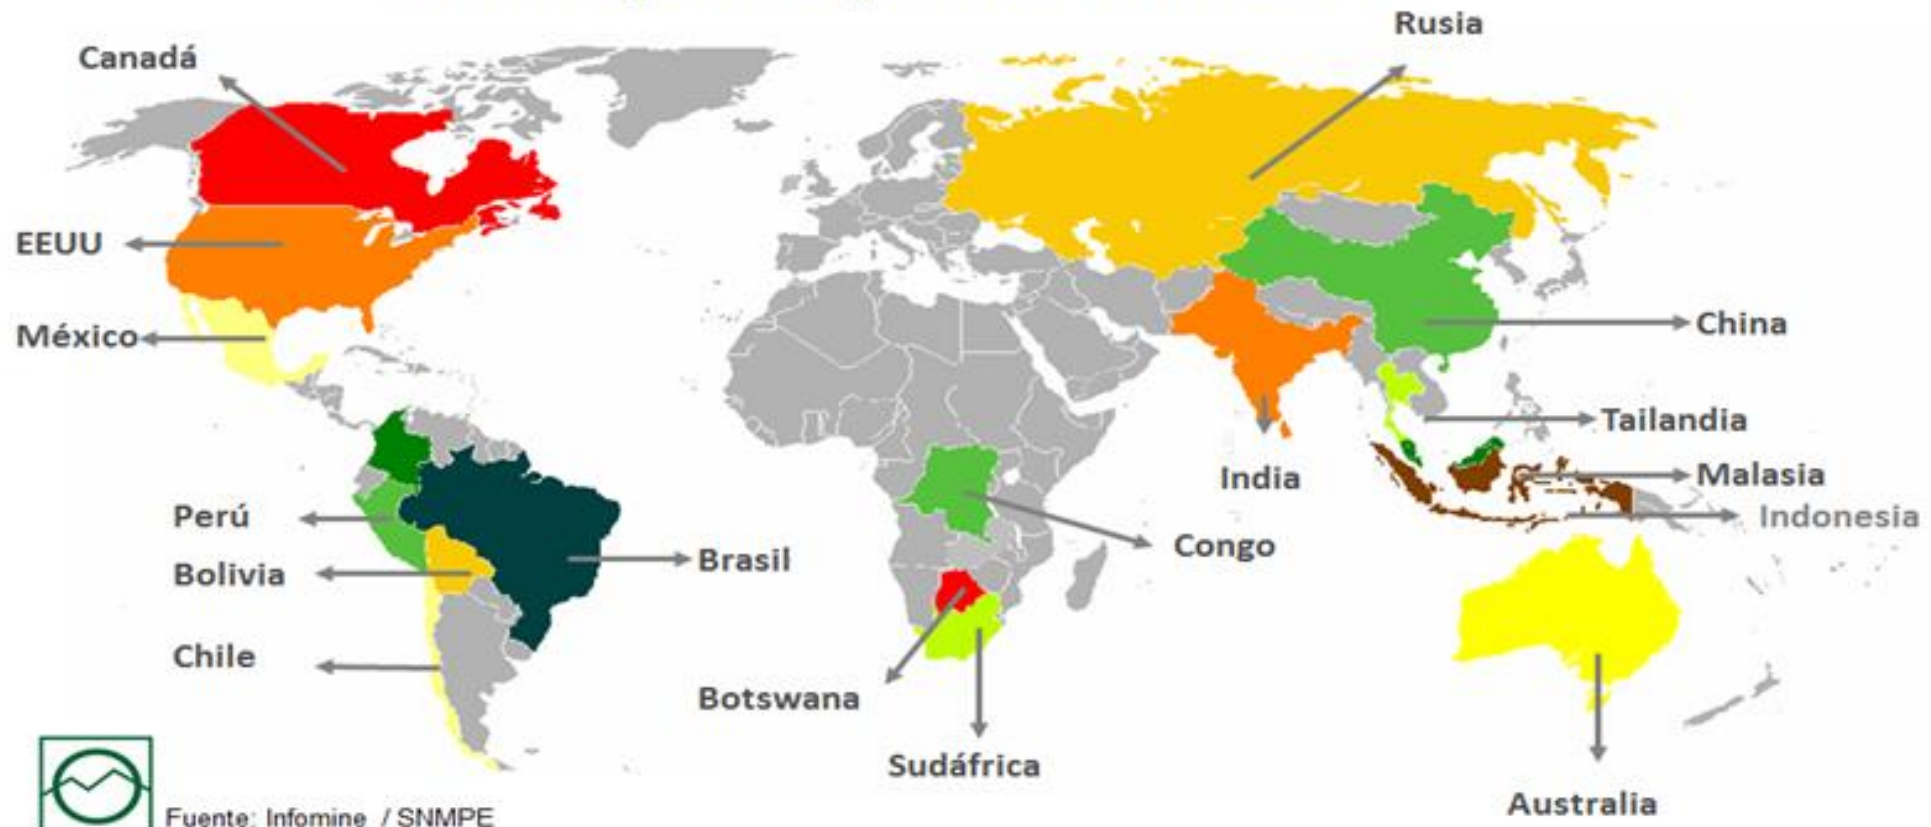 Rusia
Canadá
EEUU
México
China
Tailandia
Malasia
India
Indonesia
Perú
Congo
Brasil
Bolivia
Chile
Botswana
Sudáfrica
Australia
Fuente: Infomine / SNMPE